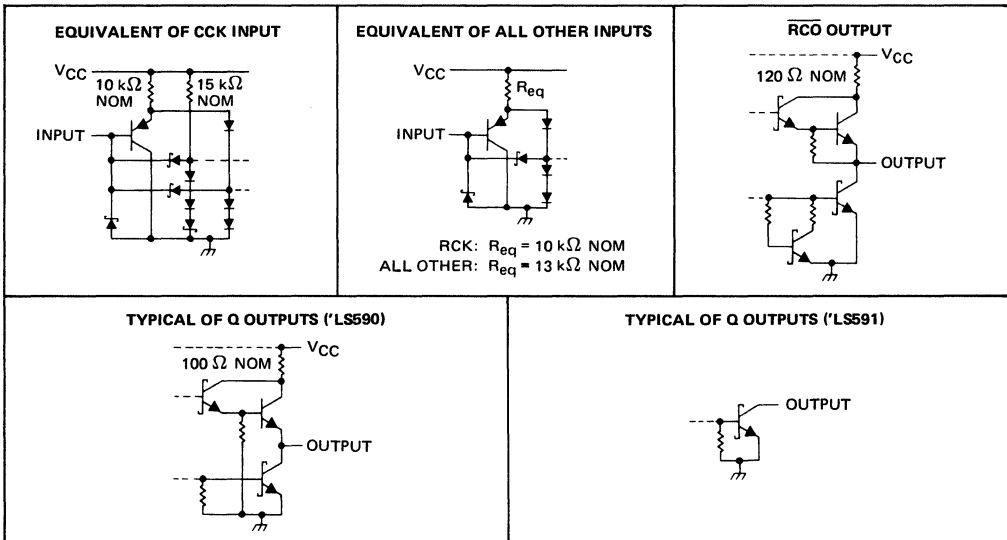 EQUIVALENT OF CCK INPUT
VCC
10 kΩ
NOM
15 kΩ
NOM
INPUT
EQUIVALENT OF ALL OTHER INPUTS
VCC
Req
INPUT
RCK: Req = 10 kΩ NOM
ALL OTHER: Req = 13 kΩ NOM
R̅C̅O̅ OUTPUT
VCC
120 Ω NOM
OUTPUT
TYPICAL OF Q OUTPUTS ('LS590)
VCC
100 Ω NOM
OUTPUT
TYPICAL OF Q OUTPUTS ('LS591)
OUTPUT